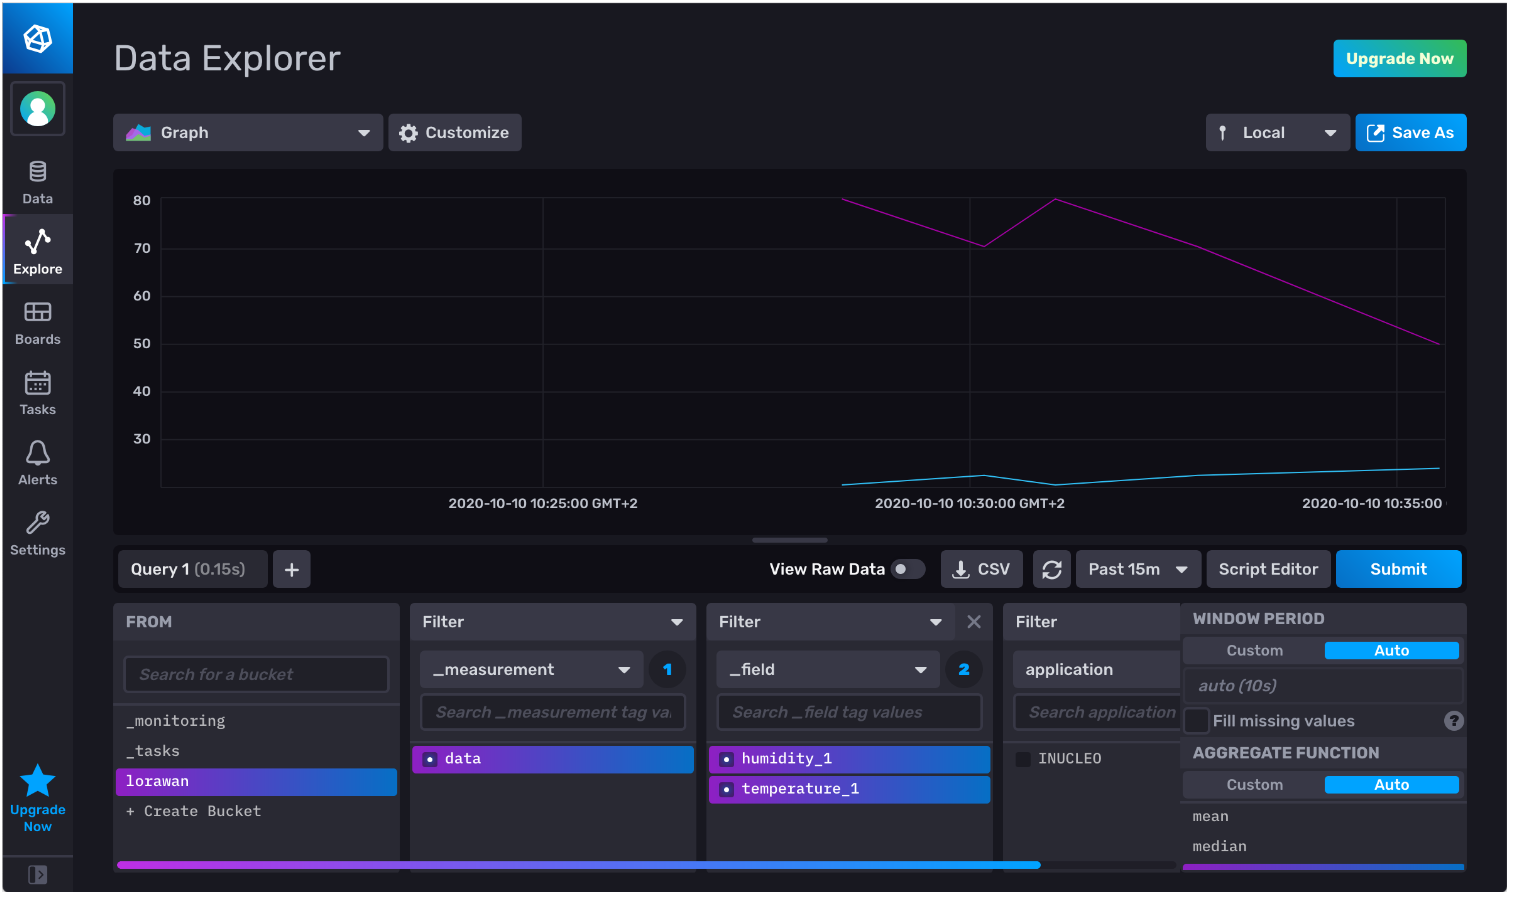 Data Explorer
Upgrade Now
Graph
Customize
Local
Save As
Data
Explore
Boards
Tasks
Alerts
Settings
Upgrade
Now
80
70
60
50
40
30
2020-10-10 10:25:00 GMT+2
2020-10-10 10:30:00 GMT+2
2020-10-10 10:35:00
Query 1 (0.15s)
+
View Raw Data
CSV
Past 15m
Script Editor
Submit
FROM
Search for a bucket
_monitoring
_tasks
lorawan
+ Create Bucket
Filter
_measurement
1
Search _measurement tag va
data
Filter
_field
2
Search _field tag values
humidity_1
temperature_1
Filter
application
Search application
INUCLEO
WINDOW PERIOD
Custom
Auto
auto (10s)
Fill missing values
?
AGGREGATE FUNCTION
Custom
Auto
mean
median